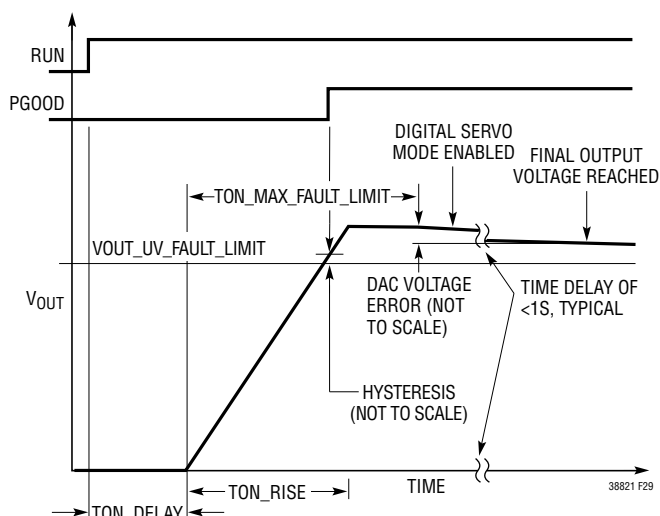 RUN
PGOOD
DIGITAL SERVO
MODE ENABLED
FINAL OUTPUT
VOLTAGE REACHED
TON_MAX_FAULT_LIMIT
VOUT_UV_FAULT_LIMIT
VOUT
DAC VOLTAGE
ERROR (NOT
TO SCALE)
TIME DELAY OF
<1S, TYPICAL
HYSTERESIS
(NOT TO SCALE)
TON_RISE
TIME
38821 F29
TON_DELAY